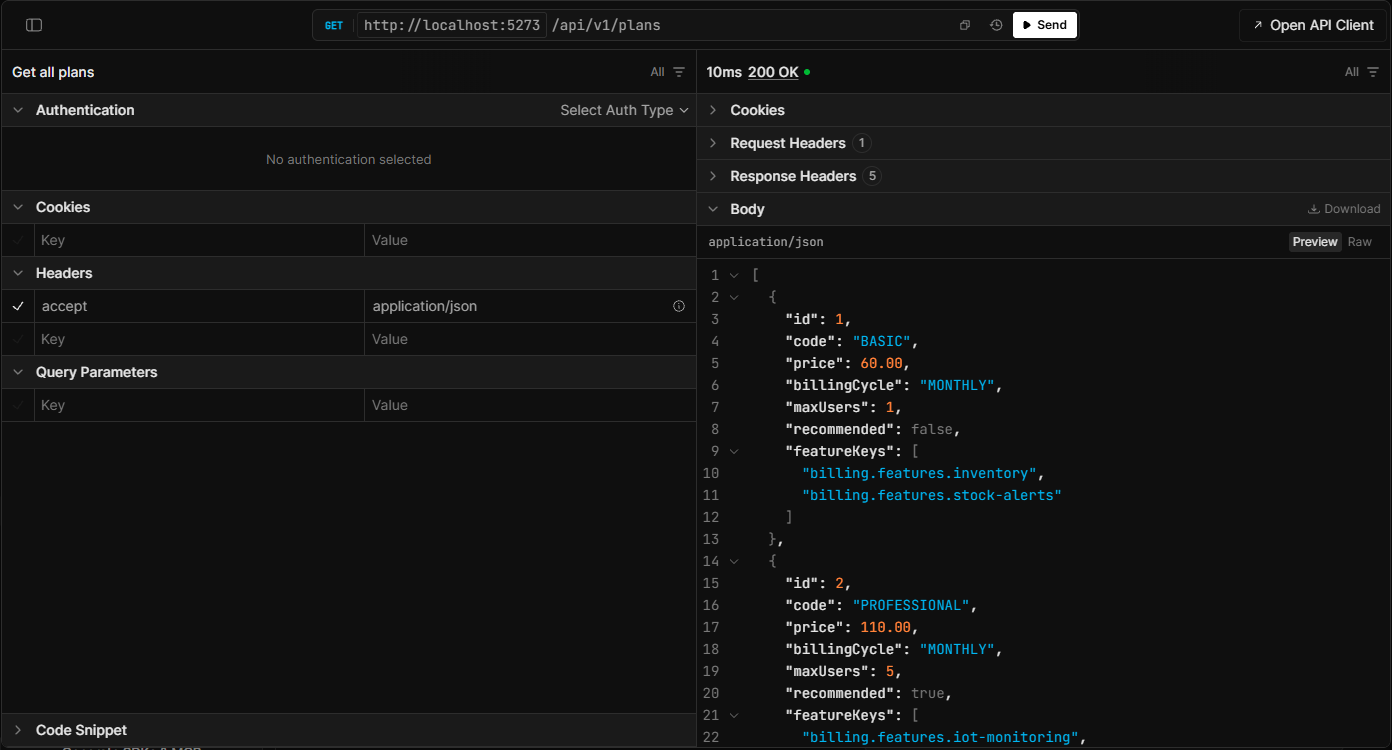 GET http://localhost:5273 /api/v1/plans Send Open API Client
Get all plans All
Authentication Select Auth Type
No authentication selected
Cookies
Key Value
Headers
accept application/json
Key Value
Query Parameters
Key Value
Code Snippet
10ms 200 OK All
Cookies
Request Headers 1
Response Headers 5
Body Download
application/json Preview Raw
1 [
2 {
3 "id": 1,
4 "code": "BASIC",
5 "price": 60.00,
6 "billingCycle": "MONTHLY",
7 "maxUsers": 1,
8 "recommended": false,
9 "featureKeys": [
10 "billing.features.inventory",
11 "billing.features.stock-alerts"
12 ]
13 },
14 {
15 "id": 2,
16 "code": "PROFESSIONAL",
17 "price": 110.00,
18 "billingCycle": "MONTHLY",
19 "maxUsers": 5,
20 "recommended": true,
21 "featureKeys": [
22 "billing.features.iot-monitoring",